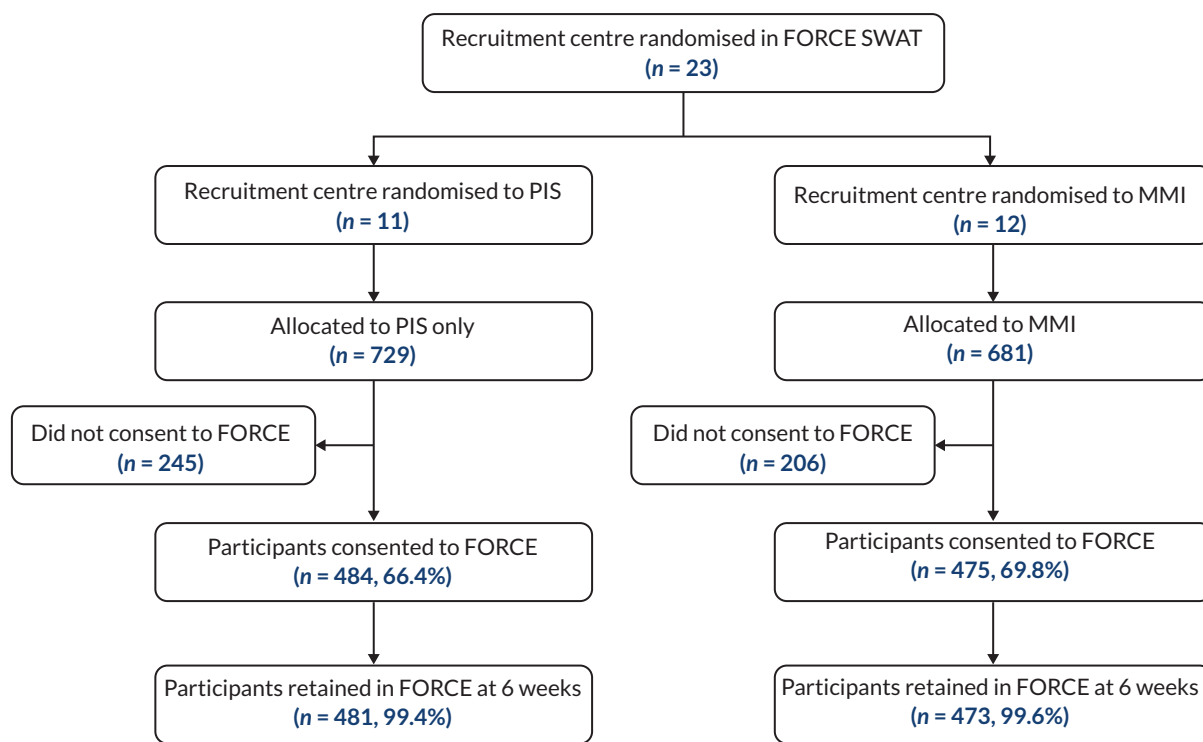 Recruitment centre randomised in FORCE SWAT
(n = 23)
Recruitment centre randomised to PIS
(n = 11)
Recruitment centre randomised to MMI
(n = 12)
Allocated to PIS only
(n = 729)
Allocated to MMI
(n = 681)
Did not consent to FORCE
(n = 245)
Did not consent to FORCE
(n = 206)
Participants consented to FORCE
(n = 484, 66.4%)
Participants consented to FORCE
(n = 475, 69.8%)
Participants retained in FORCE at 6 weeks
(n = 481, 99.4%)
Participants retained in FORCE at 6 weeks
(n = 473, 99.6%)